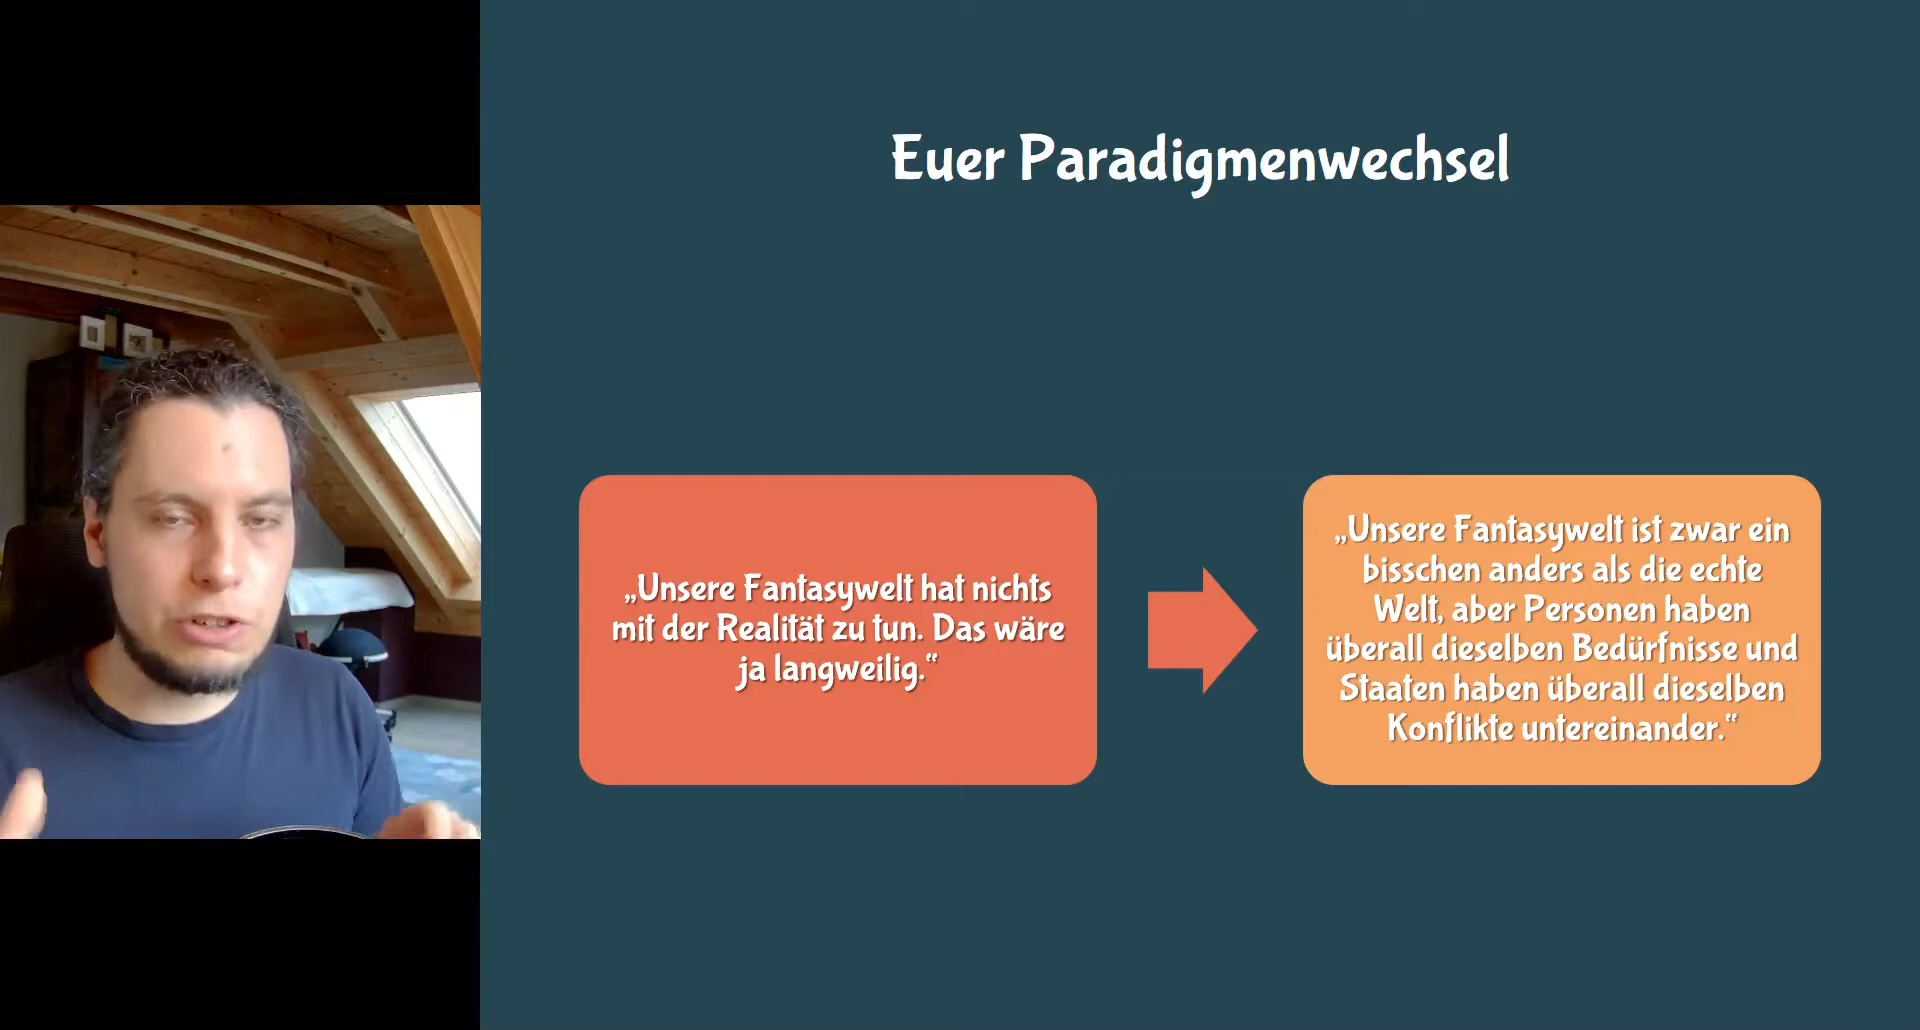 Euer Paradigmenwechsel
„Unsere Fantasywelt hat nichts
mit der Realität zu tun. Das wäre
ja langweilig.“
„Unsere Fantasywelt ist zwar ein
bisschen anders als die echte
Welt, aber Personen haben
überall dieselben Bedürfnisse und
Staaten haben überall dieselben
Konflikte untereinander.“